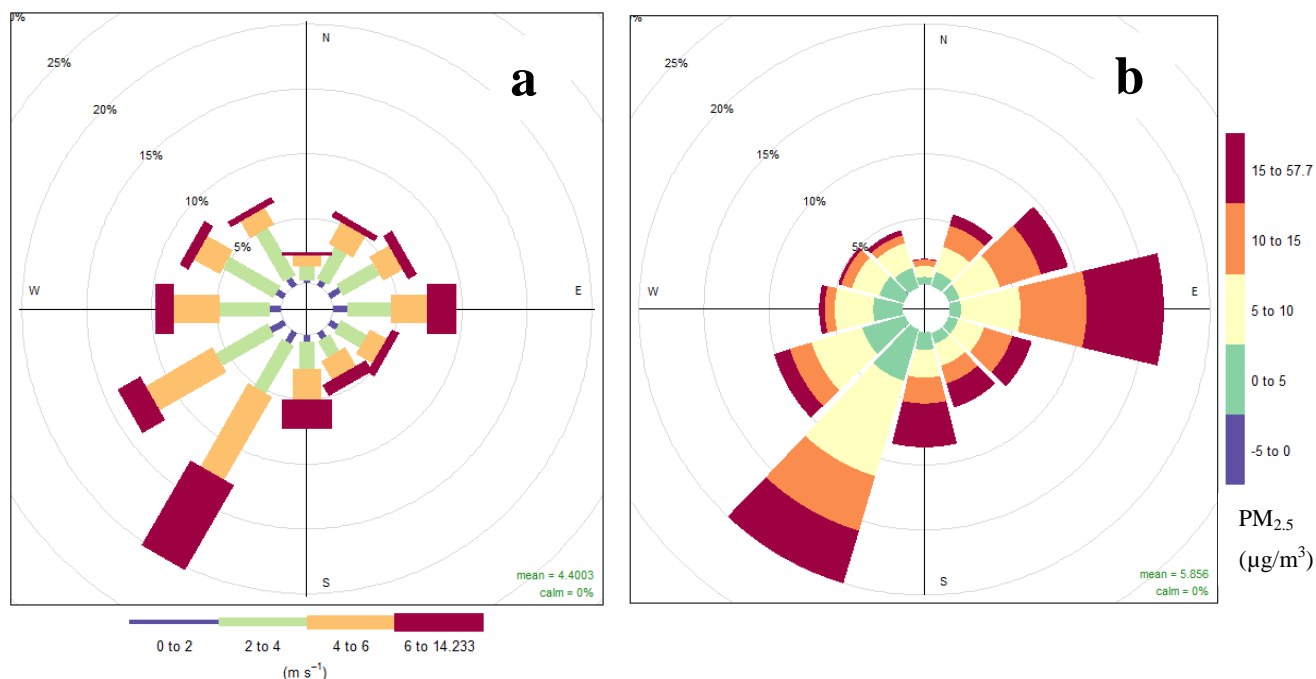 0%
N
a
25%
20%
15%
10%
5%
W
E
S
mean = 4.4003
calm = 0%
0 to 2
2 to 4
4 to 6
6 to 14.233
(m s⁻¹)
%
N
b
25%
20%
15%
10%
5%
W
E
S
mean = 5.856
calm = 0%
15 to 57.7
10 to 15
5 to 10
0 to 5
-5 to 0
PM₂.₅
(µg/m³)